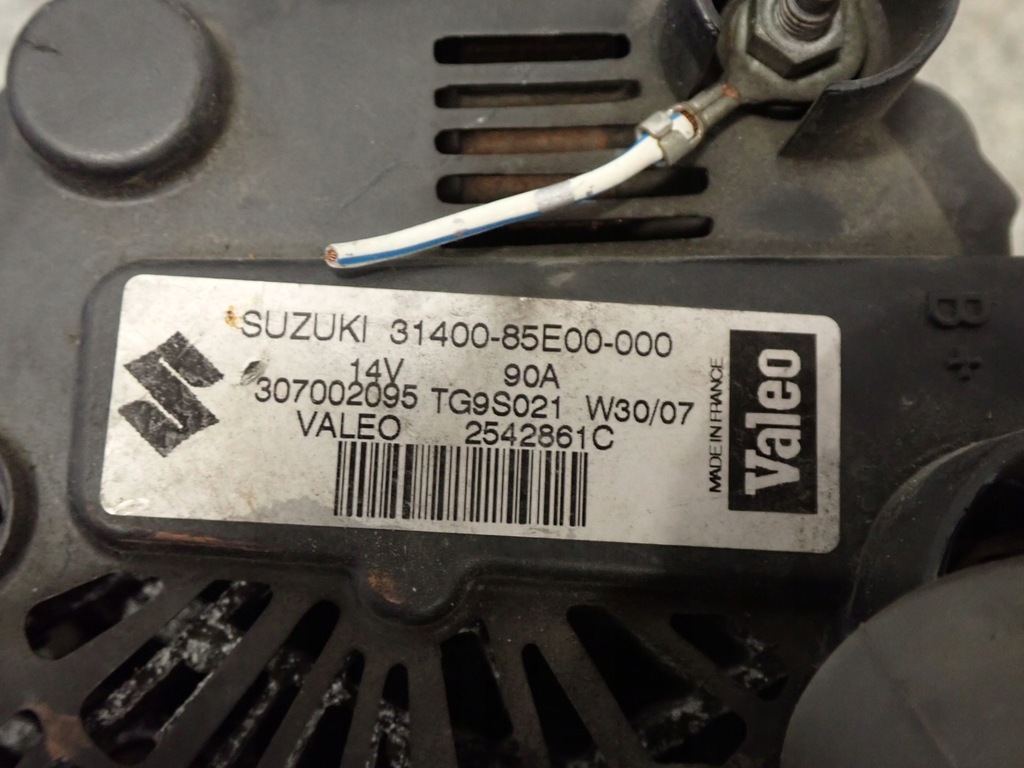 SUZUKI 31400-85E00-000
14V 90A
307002095 TG9S021 W30/07
VALEO 2542861C
MADE IN FRANCE
Valeo
B+